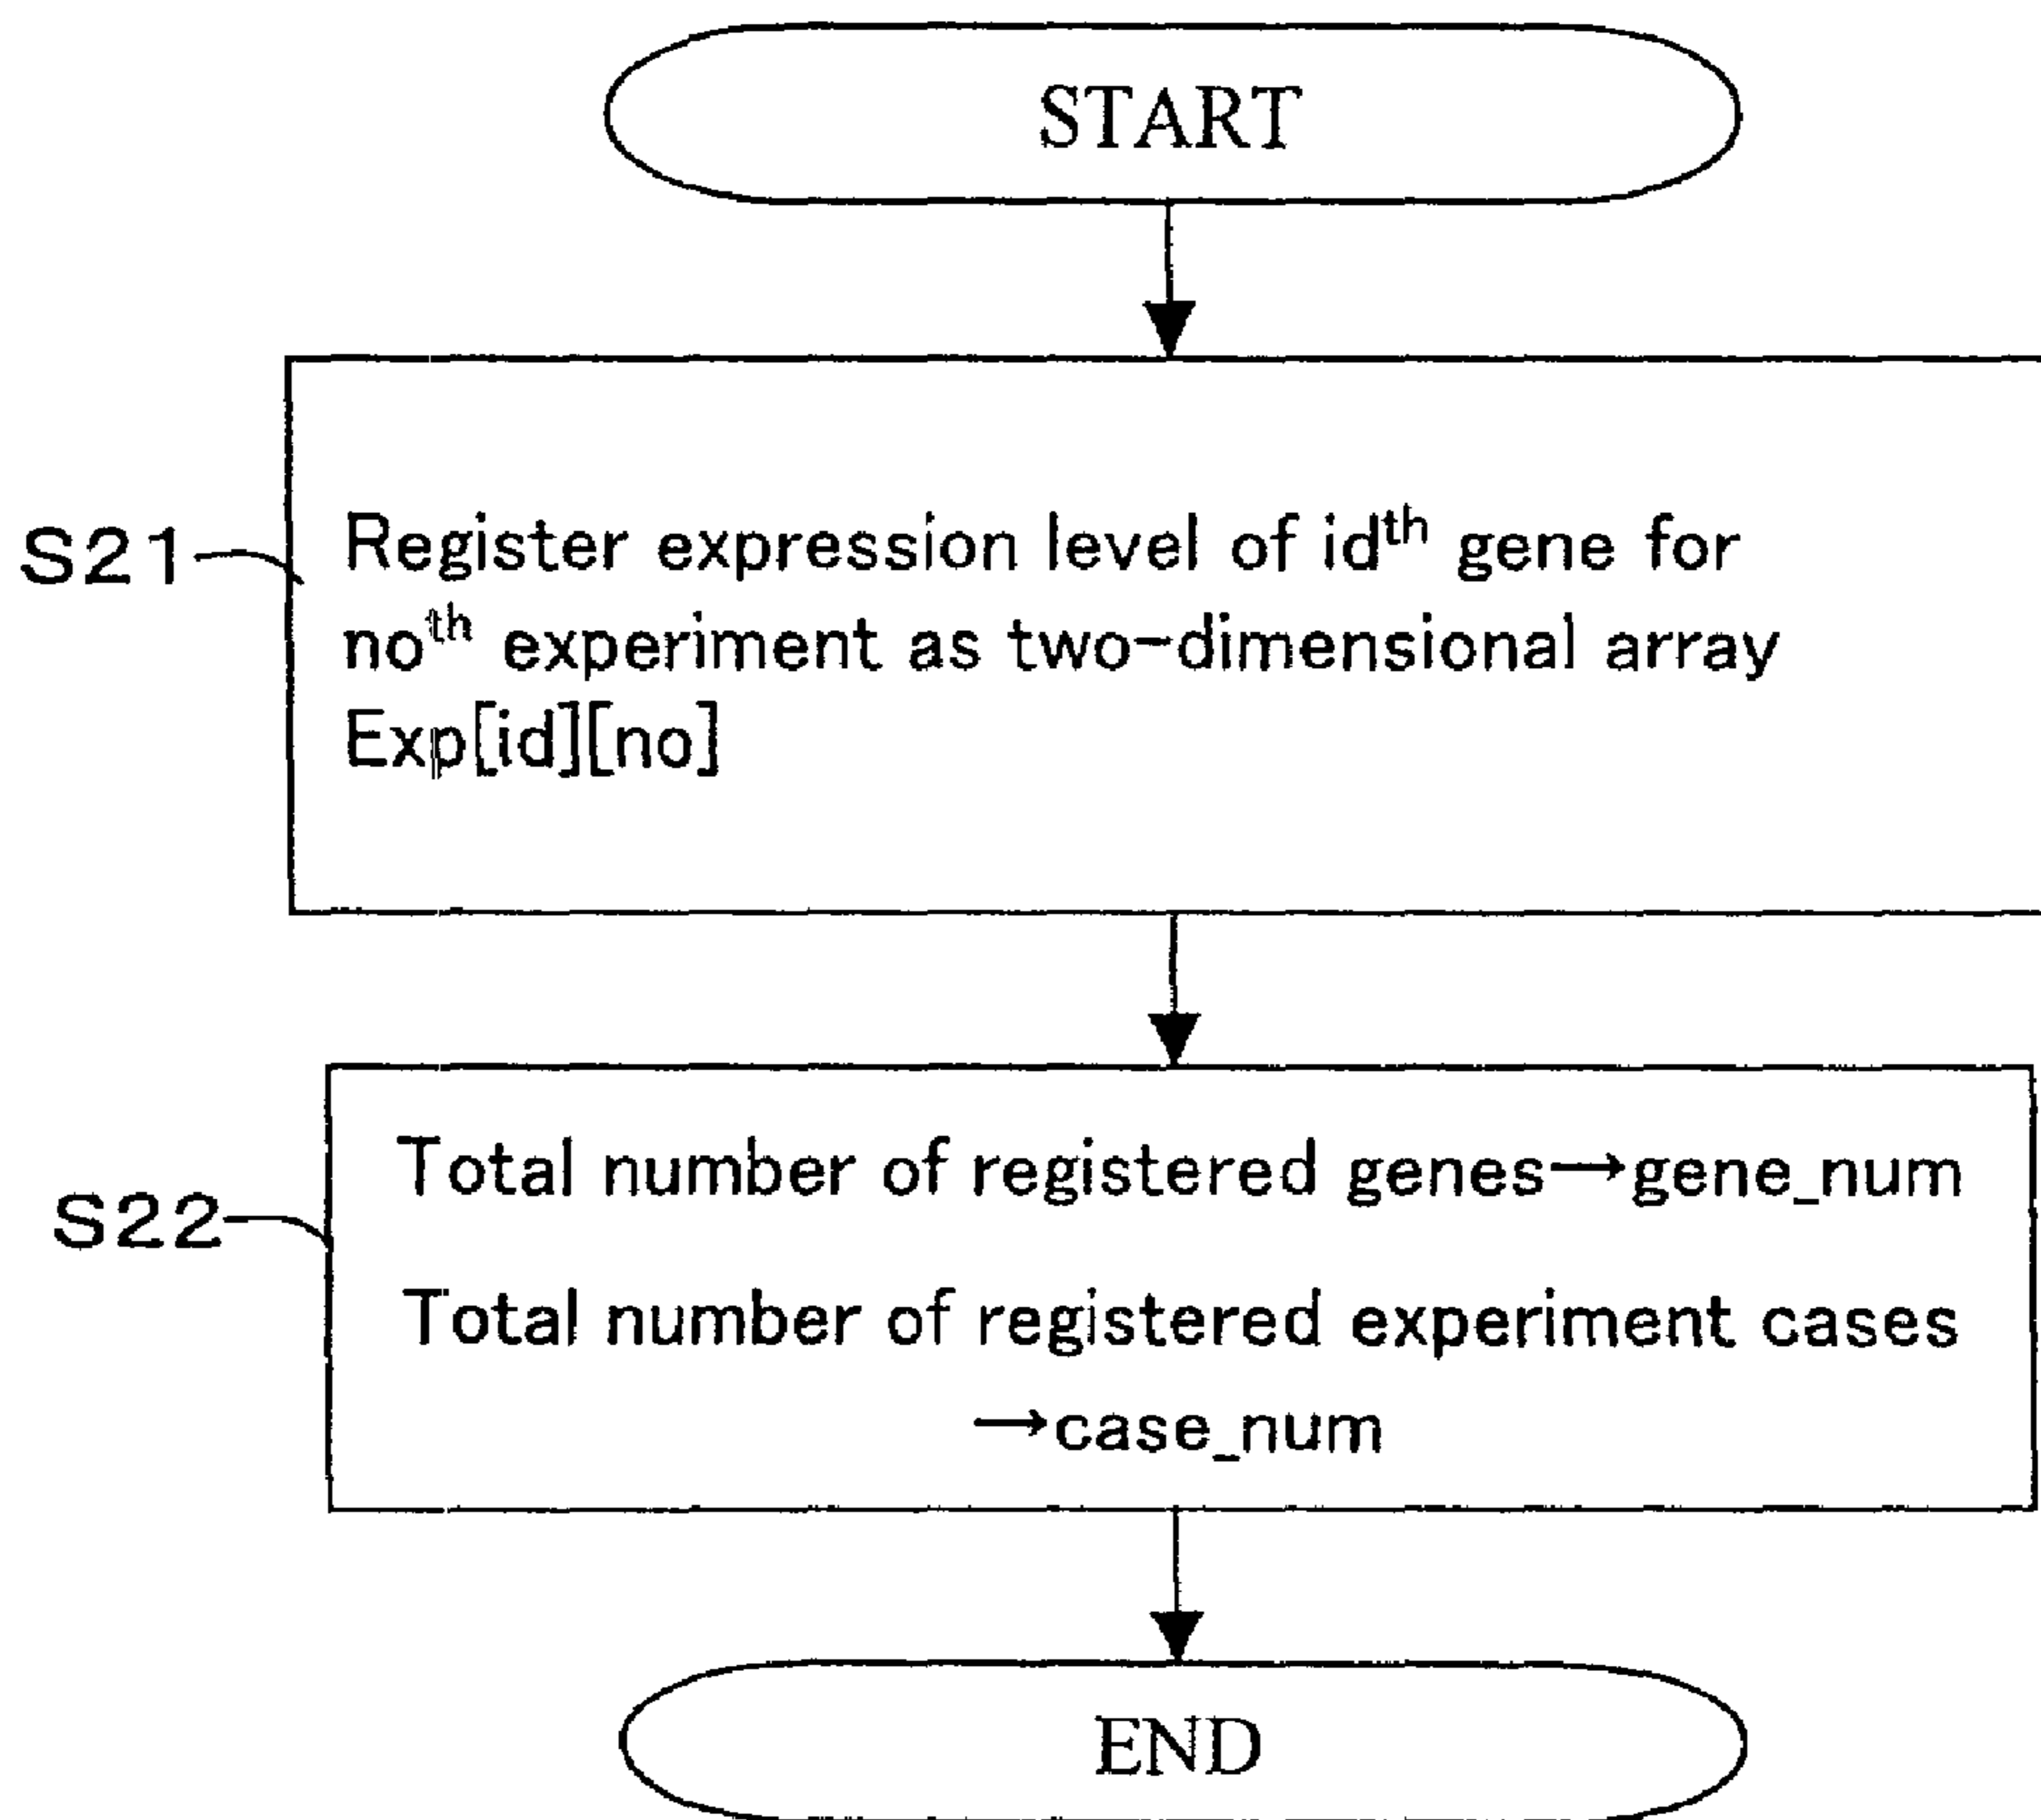 START
S21
Register expression level of idth gene for
noth experiment as two-dimensional array
Exp[id][no]
S22
Total number of registered genes→gene_num
Total number of registered experiment cases
→case_num
END